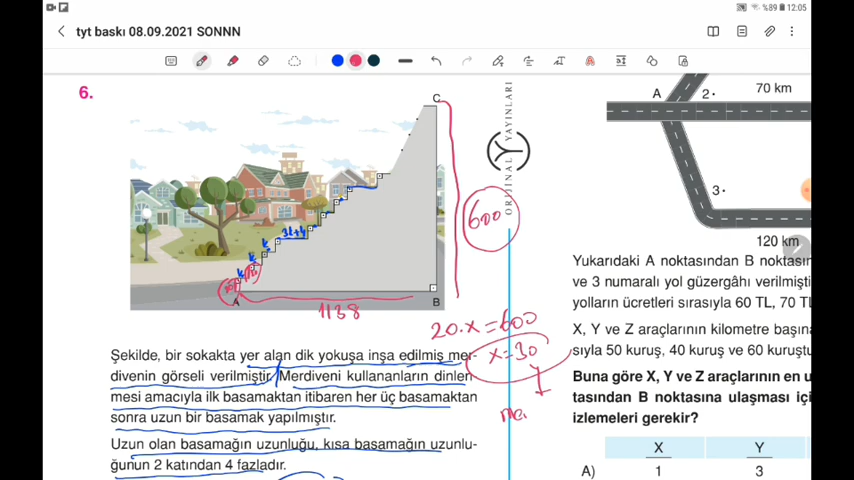 %89 12:05
tyt baskı 08.09.2021 SONNN
6.
C
3k+4
k
k
k
A
B
1138
600
20.x=600
x=30
ORİJİNAL YAYINLARI
Şekilde, bir sokakta yer alan dik yokuşa inşa edilmiş mer-
divenin görseli verilmiştir. Merdiveni kullananların dinlen
mesi amacıyla ilk basamaktan itibaren her üç basamaktan
sonra uzun bir basamak yapılmıştır.
Uzun olan basamağın uzunluğu, kısa basamağın uzunlu-
ğunun 2 katından 4 fazladır.
A
2.
70 km
3.
120 km
Yukarıdaki A noktasından B noktasın
ve 3 numaralı yol güzergâhı verilmişti
yolların ücretleri sırasıyla 60 TL, 70 TL
X, Y ve Z araçlarının kilometre başına
sıyla 50 kuruş, 40 kuruş ve 60 kuruştu
Buna göre X, Y ve Z araçlarının en u
tasından B noktasına ulaşması içi
izlemeleri gerekir?
X Y
A) 1 3